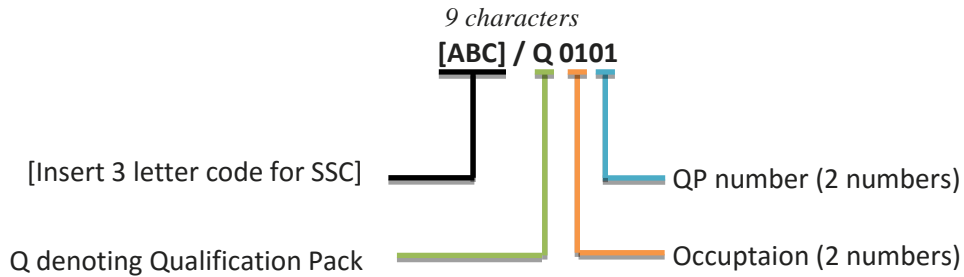 9 characters
[ABC] / Q 0101
[Insert 3 letter code for SSC]
QP number (2 numbers)
Q denoting Qualification Pack
Occuptaion (2 numbers)